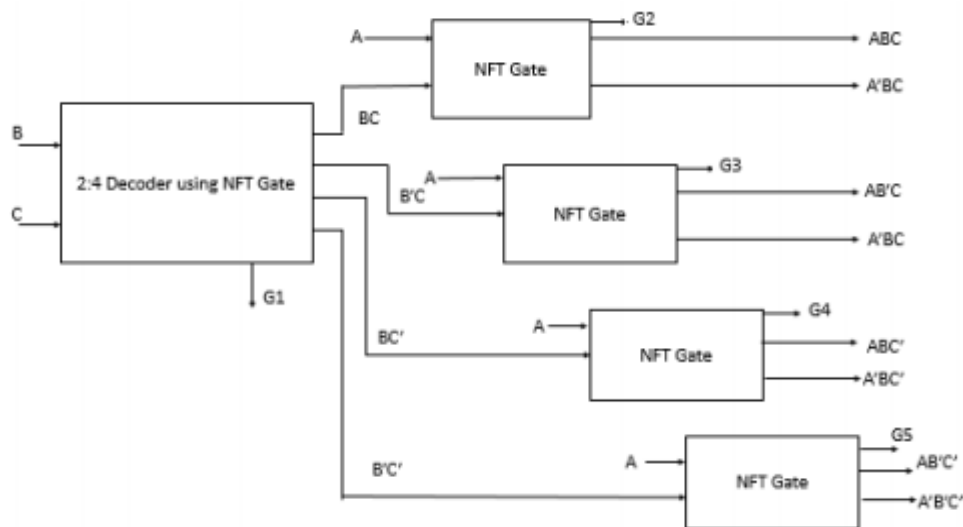 G2
A
ABC
NFT Gate
A'BC
BC
B
2:4 Decoder using NFT Gate
G3
A
AB'C
B'C
NFT Gate
C
A'BC
G1
G4
A
ABC'
BC'
NFT Gate
A'BC'
G5
A
AB'C'
B'C'
NFT Gate
A'B'C'